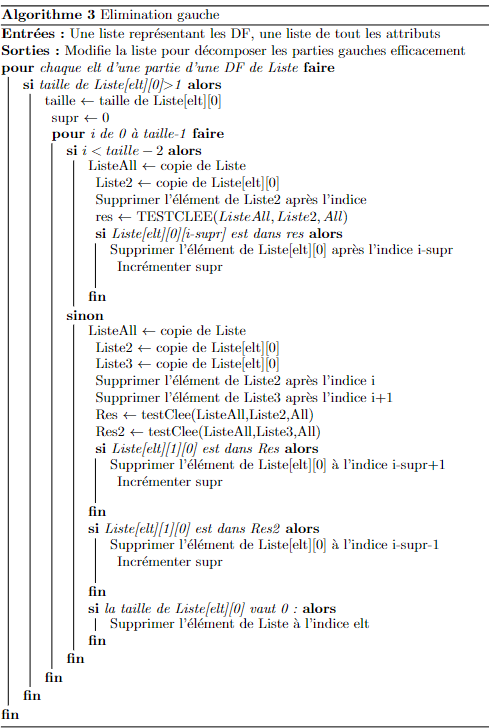 Algorithme 3 Elimination gauche
Entrées : Une liste représentant les DF, une liste de tout les attributs
Sorties : Modifie la liste pour décomposer les parties gauches efficacement
pour chaque elt d'une partie d'une DF de Liste faire
si taille de Liste[elt][0]>1 alors
taille ← taille de Liste[elt][0]
supr ← 0
pour i de 0 à taille-1 faire
si i < taille − 2 alors
ListeAll ← copie de Liste
Liste2 ← copie de Liste[elt][0]
Supprimer l'élément de Liste2 après l'indice
res ← TESTCLEE(ListeAll, Liste2, All)
si Liste[elt][0][i-supr] est dans res alors
Supprimer l'élément de Liste[elt][0] après l'indice i-supr
Incrémenter supr
fin
sinon
ListeAll ← copie de Liste
Liste2 ← copie de Liste[elt][0]
Liste3 ← copie de Liste[elt][0]
Supprimer l'élément de Liste2 après l'indice i
Supprimer l'élément de Liste3 après l'indice i+1
Res ← testClee(ListeAll,Liste2,All)
Res2 ← testClee(ListeAll,Liste3,All)
si Liste[elt][1][0] est dans Res alors
Supprimer l'élément de Liste[elt][0] à l'indice i-supr+1
Incrémenter supr
fin
si Liste[elt][1][0] est dans Res2 alors
Supprimer l'élément de Liste[elt][0] à l'indice i-supr-1
Incrémenter supr
fin
si la taille de Liste[elt][0] vaut 0 : alors
Supprimer l'élément de Liste à l'indice elt
fin
fin
fin
fin
fin